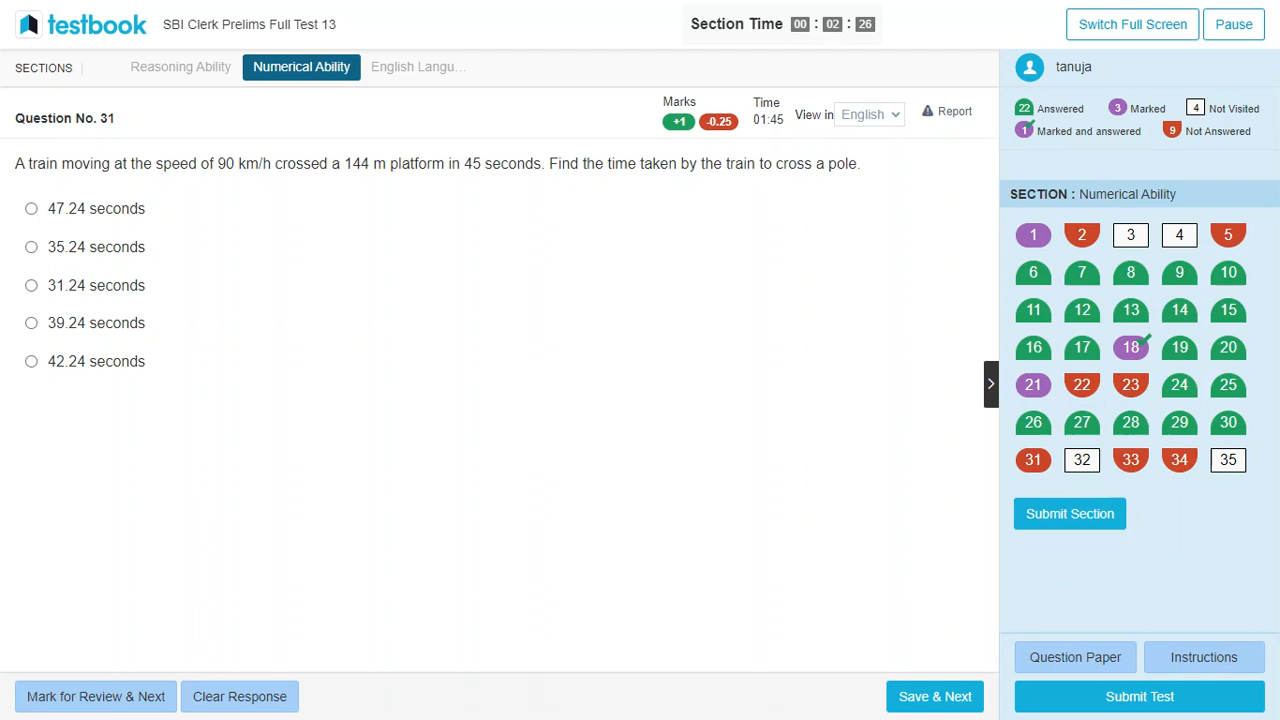 testbook SBI Clerk Prelims Full Test 13 Section Time 00 : 02 : 26 Switch Full Screen Pause
SECTIONS Reasoning Ability Numerical Ability English Langu... tanuja
Question No. 31 Marks +1 -0.25 Time 01:45 View in English Report
22 Answered 3 Marked 4 Not Visited
1 Marked and answered 9 Not Answered
A train moving at the speed of 90 km/h crossed a 144 m platform in 45 seconds. Find the time taken by the train to cross a pole.
47.24 seconds
35.24 seconds
31.24 seconds
39.24 seconds
42.24 seconds
SECTION : Numerical Ability
1 2 3 4 5
6 7 8 9 10
11 12 13 14 15
16 17 18 19 20
21 22 23 24 25
26 27 28 29 30
31 32 33 34 35
Submit Section
Question Paper Instructions
Mark for Review & Next Clear Response Save & Next Submit Test